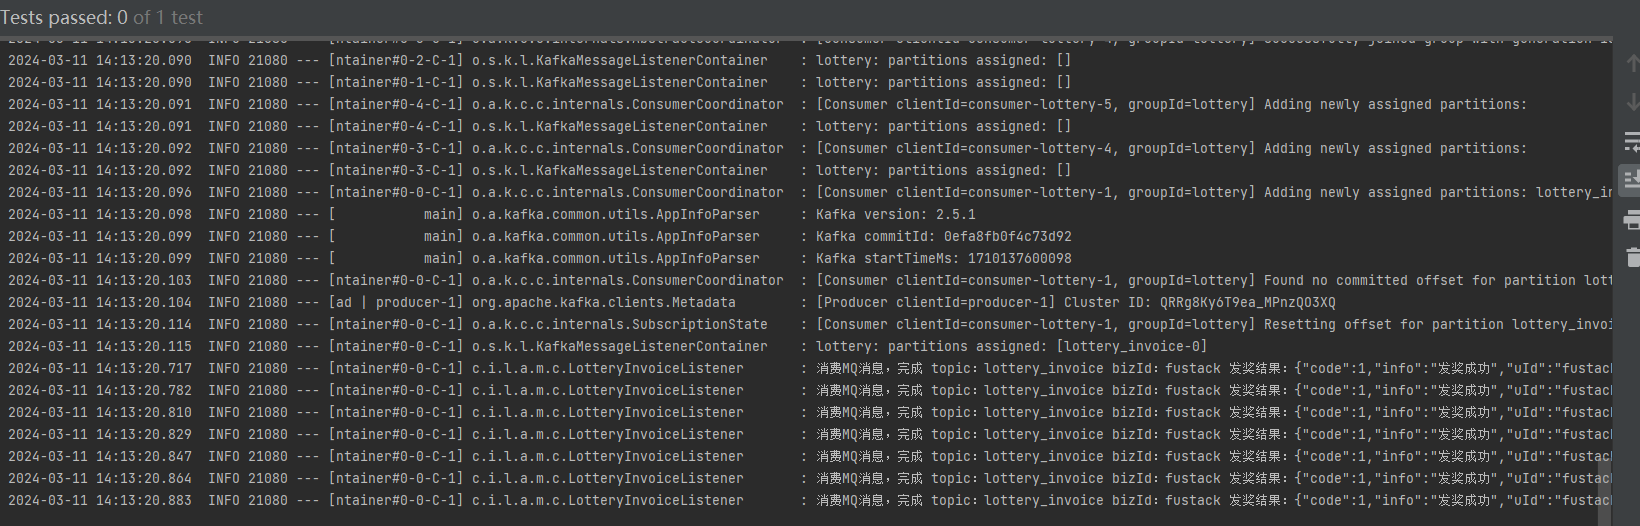 Tests passed: 0 of 1 test
2024-03-11 14:13:20.090  INFO 21080 --- [ntainer#0-2-C-1] o.s.k.l.KafkaMessageListenerContainer    : lottery: partitions assigned: []
2024-03-11 14:13:20.090  INFO 21080 --- [ntainer#0-1-C-1] o.s.k.l.KafkaMessageListenerContainer    : lottery: partitions assigned: []
2024-03-11 14:13:20.091  INFO 21080 --- [ntainer#0-4-C-1] o.a.k.c.c.internals.ConsumerCoordinator  : [Consumer clientId=consumer-lottery-5, groupId=lottery] Adding newly assigned partitions:
2024-03-11 14:13:20.091  INFO 21080 --- [ntainer#0-4-C-1] o.s.k.l.KafkaMessageListenerContainer    : lottery: partitions assigned: []
2024-03-11 14:13:20.092  INFO 21080 --- [ntainer#0-3-C-1] o.a.k.c.c.internals.ConsumerCoordinator  : [Consumer clientId=consumer-lottery-4, groupId=lottery] Adding newly assigned partitions:
2024-03-11 14:13:20.092  INFO 21080 --- [ntainer#0-3-C-1] o.s.k.l.KafkaMessageListenerContainer    : lottery: partitions assigned: []
2024-03-11 14:13:20.096  INFO 21080 --- [ntainer#0-0-C-1] o.a.k.c.c.internals.ConsumerCoordinator  : [Consumer clientId=consumer-lottery-1, groupId=lottery] Adding newly assigned partitions: lottery_in
2024-03-11 14:13:20.098  INFO 21080 --- [           main] o.a.kafka.common.utils.AppInfoParser     : Kafka version: 2.5.1
2024-03-11 14:13:20.099  INFO 21080 --- [           main] o.a.kafka.common.utils.AppInfoParser     : Kafka commitId: 0efa8fb0f4c73d92
2024-03-11 14:13:20.099  INFO 21080 --- [           main] o.a.kafka.common.utils.AppInfoParser     : Kafka startTimeMs: 1710137600098
2024-03-11 14:13:20.103  INFO 21080 --- [ntainer#0-0-C-1] o.a.k.c.c.internals.ConsumerCoordinator  : [Consumer clientId=consumer-lottery-1, groupId=lottery] Found no committed offset for partition lott
2024-03-11 14:13:20.104  INFO 21080 --- [ad | producer-1] org.apache.kafka.clients.Metadata        : [Producer clientId=producer-1] Cluster ID: QRRg8Ky6T9ea_MPnzQO3XQ
2024-03-11 14:13:20.114  INFO 21080 --- [ntainer#0-0-C-1] o.a.k.c.c.internals.SubscriptionState    : [Consumer clientId=consumer-lottery-1, groupId=lottery] Resetting offset for partition lottery_invoi
2024-03-11 14:13:20.115  INFO 21080 --- [ntainer#0-0-C-1] o.s.k.l.KafkaMessageListenerContainer    : lottery: partitions assigned: [lottery_invoice-0]
2024-03-11 14:13:20.717  INFO 21080 --- [ntainer#0-0-C-1] c.i.l.a.m.c.LotteryInvoiceListener       : 消费MQ消息，完成 topic：lottery_invoice bizId：fustack 发奖结果：{"code":1,"info":"发奖成功","uId":"fustack
2024-03-11 14:13:20.782  INFO 21080 --- [ntainer#0-0-C-1] c.i.l.a.m.c.LotteryInvoiceListener       : 消费MQ消息，完成 topic：lottery_invoice bizId：fustack 发奖结果：{"code":1,"info":"发奖成功","uId":"fustack
2024-03-11 14:13:20.810  INFO 21080 --- [ntainer#0-0-C-1] c.i.l.a.m.c.LotteryInvoiceListener       : 消费MQ消息，完成 topic：lottery_invoice bizId：fustack 发奖结果：{"code":1,"info":"发奖成功","uId":"fustack
2024-03-11 14:13:20.829  INFO 21080 --- [ntainer#0-0-C-1] c.i.l.a.m.c.LotteryInvoiceListener       : 消费MQ消息，完成 topic：lottery_invoice bizId：fustack 发奖结果：{"code":1,"info":"发奖成功","uId":"fustack
2024-03-11 14:13:20.847  INFO 21080 --- [ntainer#0-0-C-1] c.i.l.a.m.c.LotteryInvoiceListener       : 消费MQ消息，完成 topic：lottery_invoice bizId：fustack 发奖结果：{"code":1,"info":"发奖成功","uId":"fustack
2024-03-11 14:13:20.864  INFO 21080 --- [ntainer#0-0-C-1] c.i.l.a.m.c.LotteryInvoiceListener       : 消费MQ消息，完成 topic：lottery_invoice bizId：fustack 发奖结果：{"code":1,"info":"发奖成功","uId":"fustack
2024-03-11 14:13:20.883  INFO 21080 --- [ntainer#0-0-C-1] c.i.l.a.m.c.LotteryInvoiceListener       : 消费MQ消息，完成 topic：lottery_invoice bizId：fustack 发奖结果：{"code":1,"info":"发奖成功","uId":"fustack